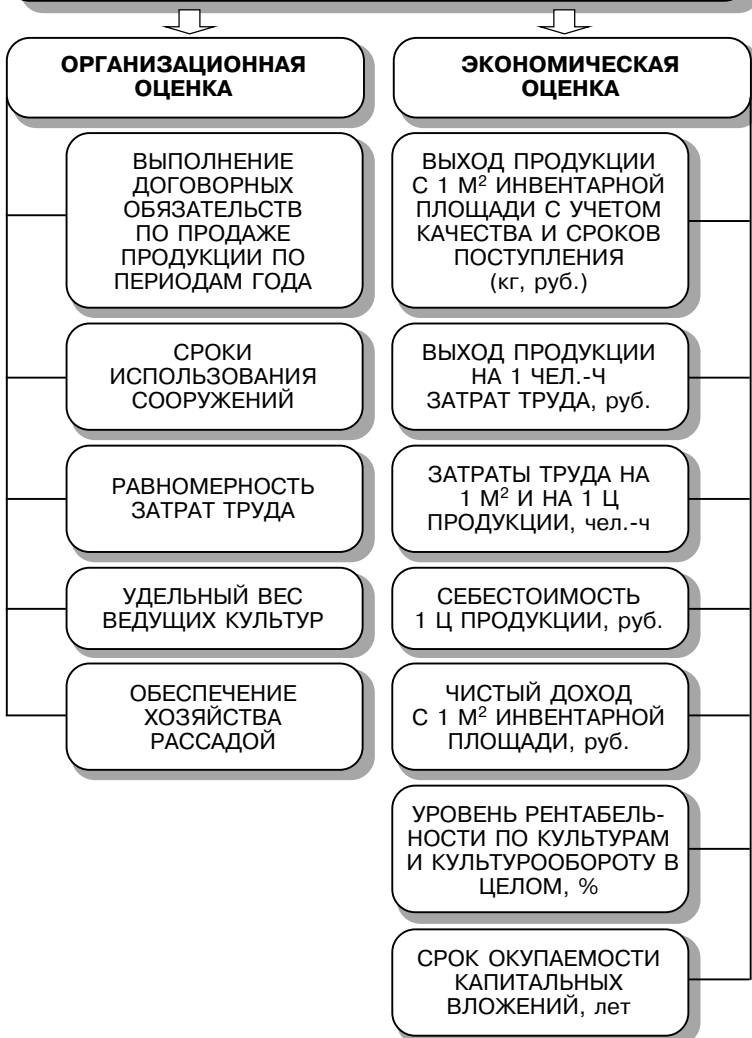 ОРГАНИЗАЦИОННАЯ
ОЦЕНКА
ВЫПОЛНЕНИЕ
ДОГОВОРНЫХ
ОБЯЗАТЕЛЬСТВ
ПО ПРОДАЖЕ
ПРОДУКЦИИ ПО
ПЕРИОДАМ ГОДА
СРОКИ
ИСПОЛЬЗОВАНИЯ
СООРУЖЕНИЙ
РАВНОМЕРНОСТЬ
ЗАТРАТ ТРУДА
УДЕЛЬНЫЙ ВЕС
ВЕДУЩИХ КУЛЬТУР
ОБЕСПЕЧЕНИЕ
ХОЗЯЙСТВА
РАССАДОЙ
ЭКОНОМИЧЕСКАЯ
ОЦЕНКА
ВЫХОД ПРОДУКЦИИ
С 1 М² ИНВЕНТАРНОЙ
ПЛОЩАДИ С УЧЕТОМ
КАЧЕСТВА И СРОКОВ
ПОСТУПЛЕНИЯ
(кг, руб.)
ВЫХОД ПРОДУКЦИИ
НА 1 ЧЕЛ.-Ч
ЗАТРАТ ТРУДА, руб.
ЗАТРАТЫ ТРУДА НА
1 М² И НА 1 Ц
ПРОДУКЦИИ, чел.-ч
СЕБЕСТОИМОСТЬ
1 Ц ПРОДУКЦИИ, руб.
ЧИСТЫЙ ДОХОД
С 1 М² ИНВЕНТАРНОЙ
ПЛОЩАДИ, руб.
УРОВЕНЬ РЕНТАБЕЛЬ-
НОСТИ ПО КУЛЬТУРАМ
И КУЛЬТУРООБОРОТУ В
ЦЕЛОМ, %
СРОК ОКУПАЕМОСТИ
КАПИТАЛЬНЫХ
ВЛОЖЕНИЙ, лет